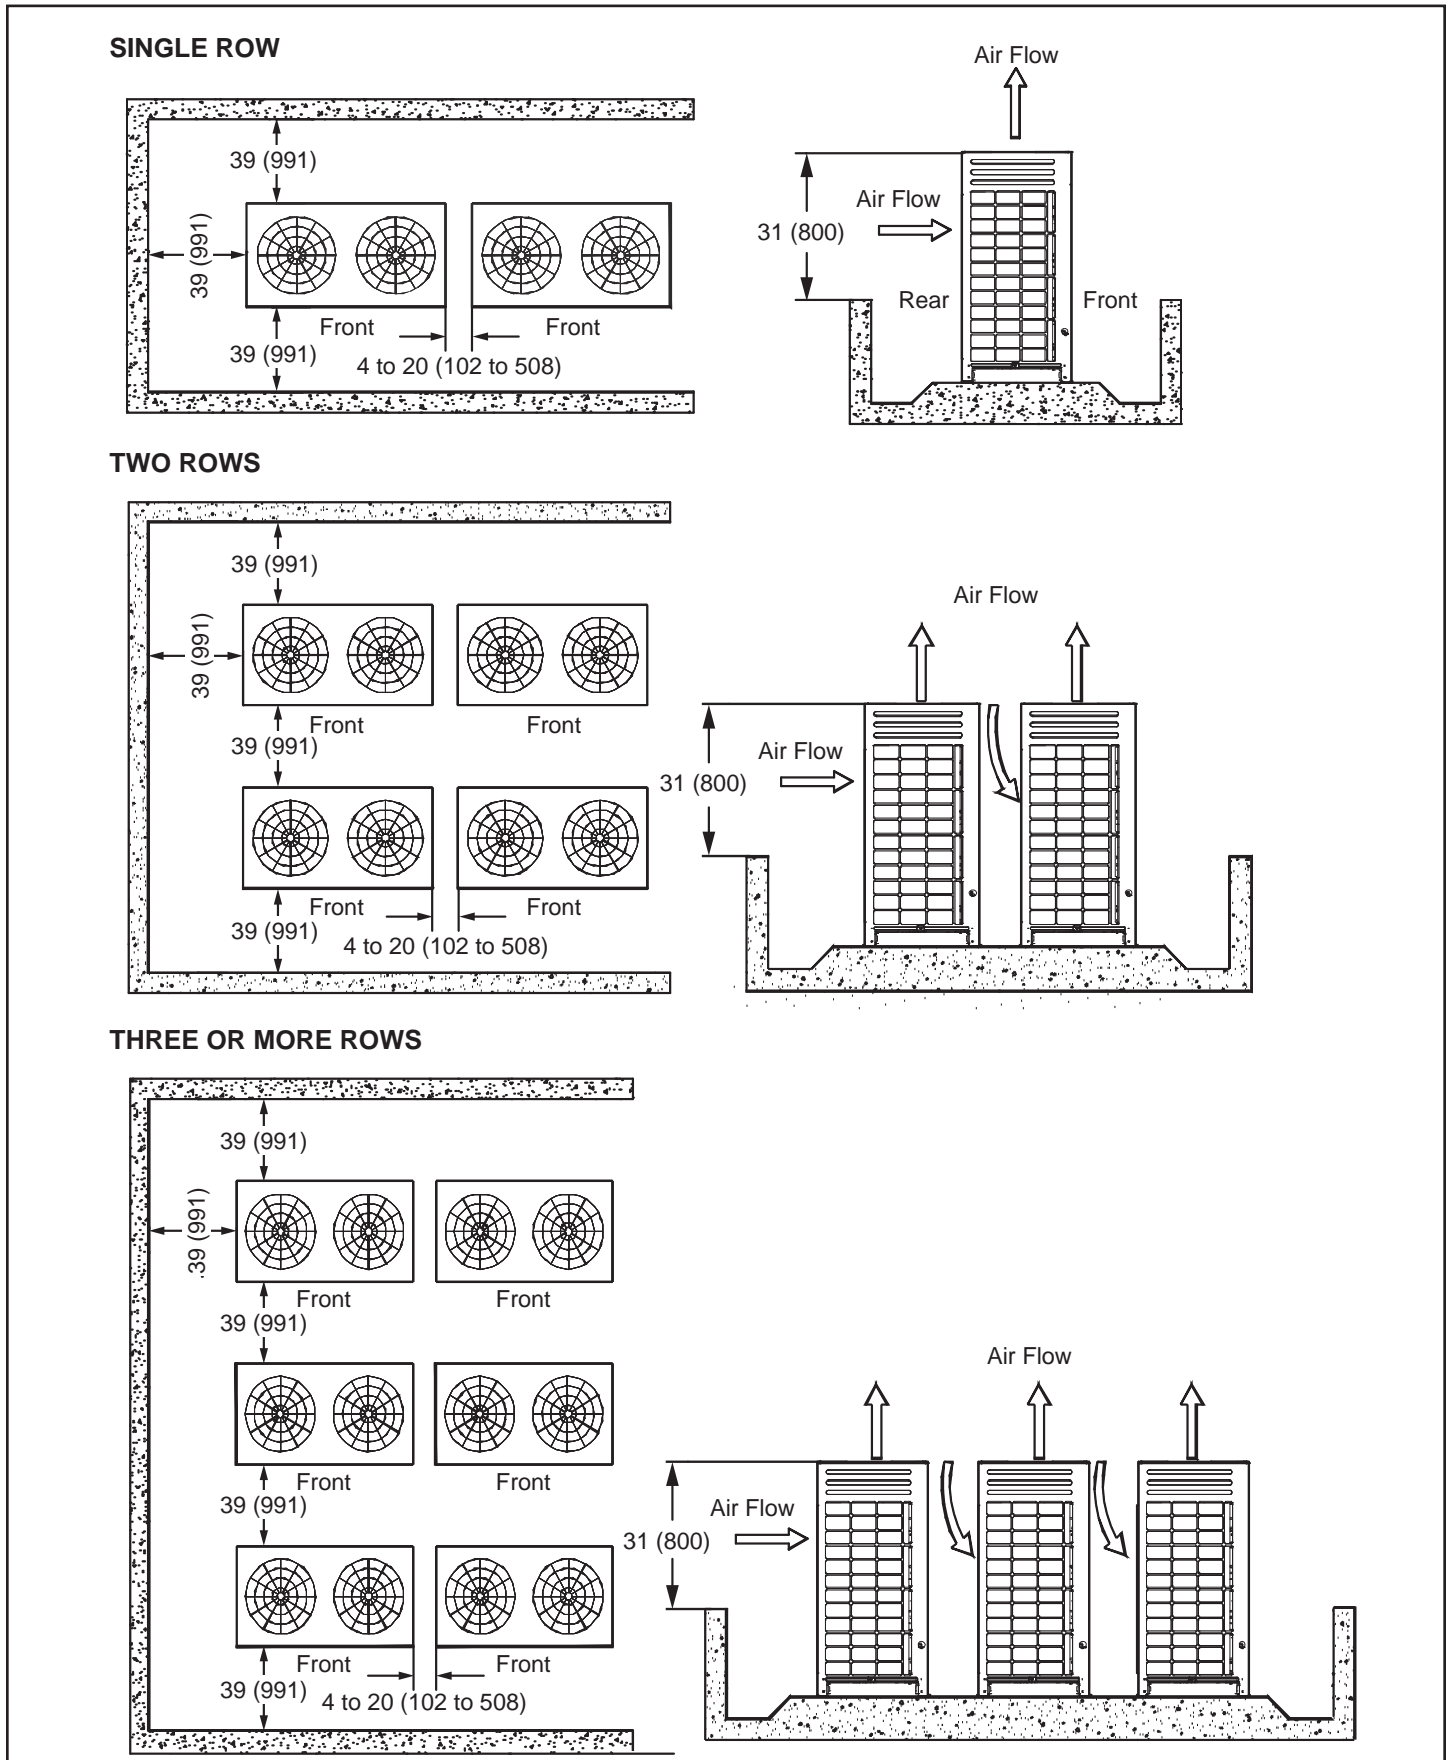 SINGLE ROW
39 (991)
39 (991)
Front
Front
39 (991)
4 to 20 (102 to 508)
Air Flow
Air Flow
31 (800)
Rear
Front
TWO ROWS
39 (991)
39 (991)
Front
Front
39 (991)
Front
Front
39 (991)
4 to 20 (102 to 508)
Air Flow
Air Flow
31 (800)
THREE OR MORE ROWS
39 (991)
.39 (991)
Front
Front
39 (991)
Front
Front
39 (991)
Front
Front
39 (991)
4 to 20 (102 to 508)
Air Flow
Air Flow
31 (800)